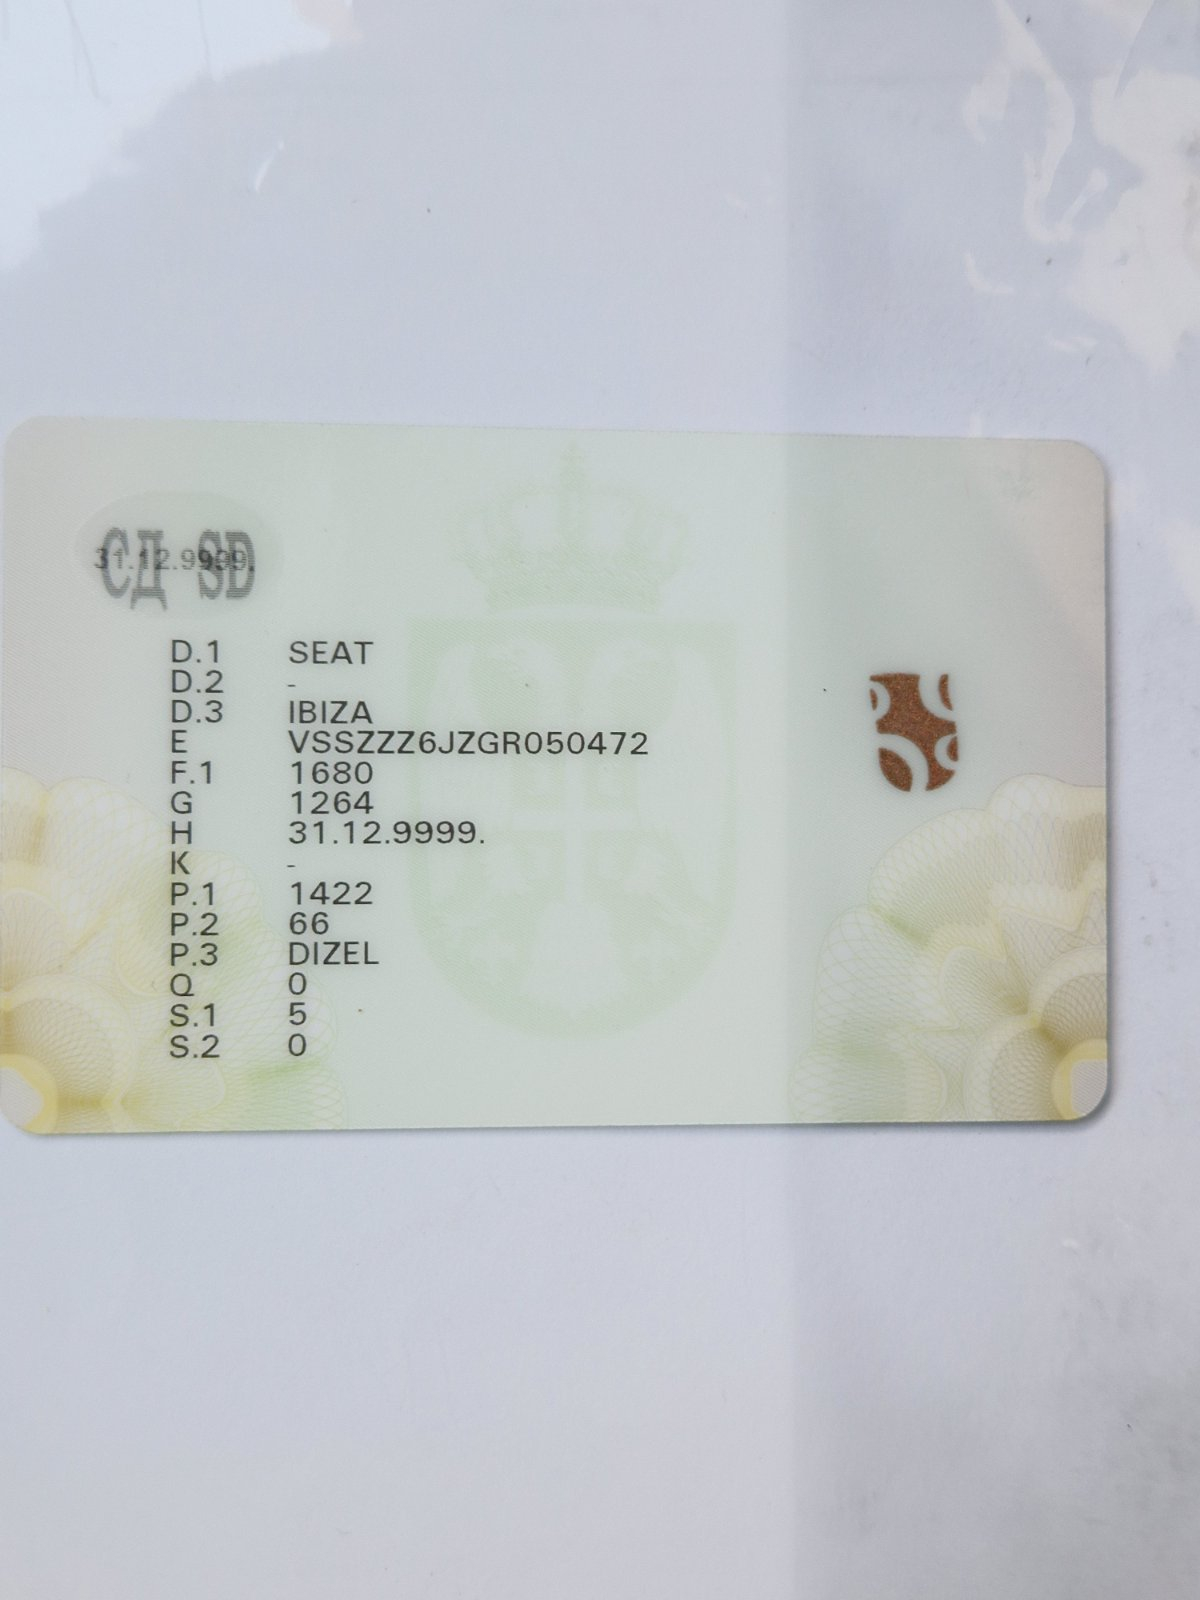 СД SD
31.12.9999.
D.1 SEAT
D.2 -
D.3 IBIZA
E VSSZZZ6JZGR050472
F.1 1680
G 1264
H 31.12.9999.
K -
P.1 1422
P.2 66
P.3 DIZEL
Q 0
S.1 5
S.2 0